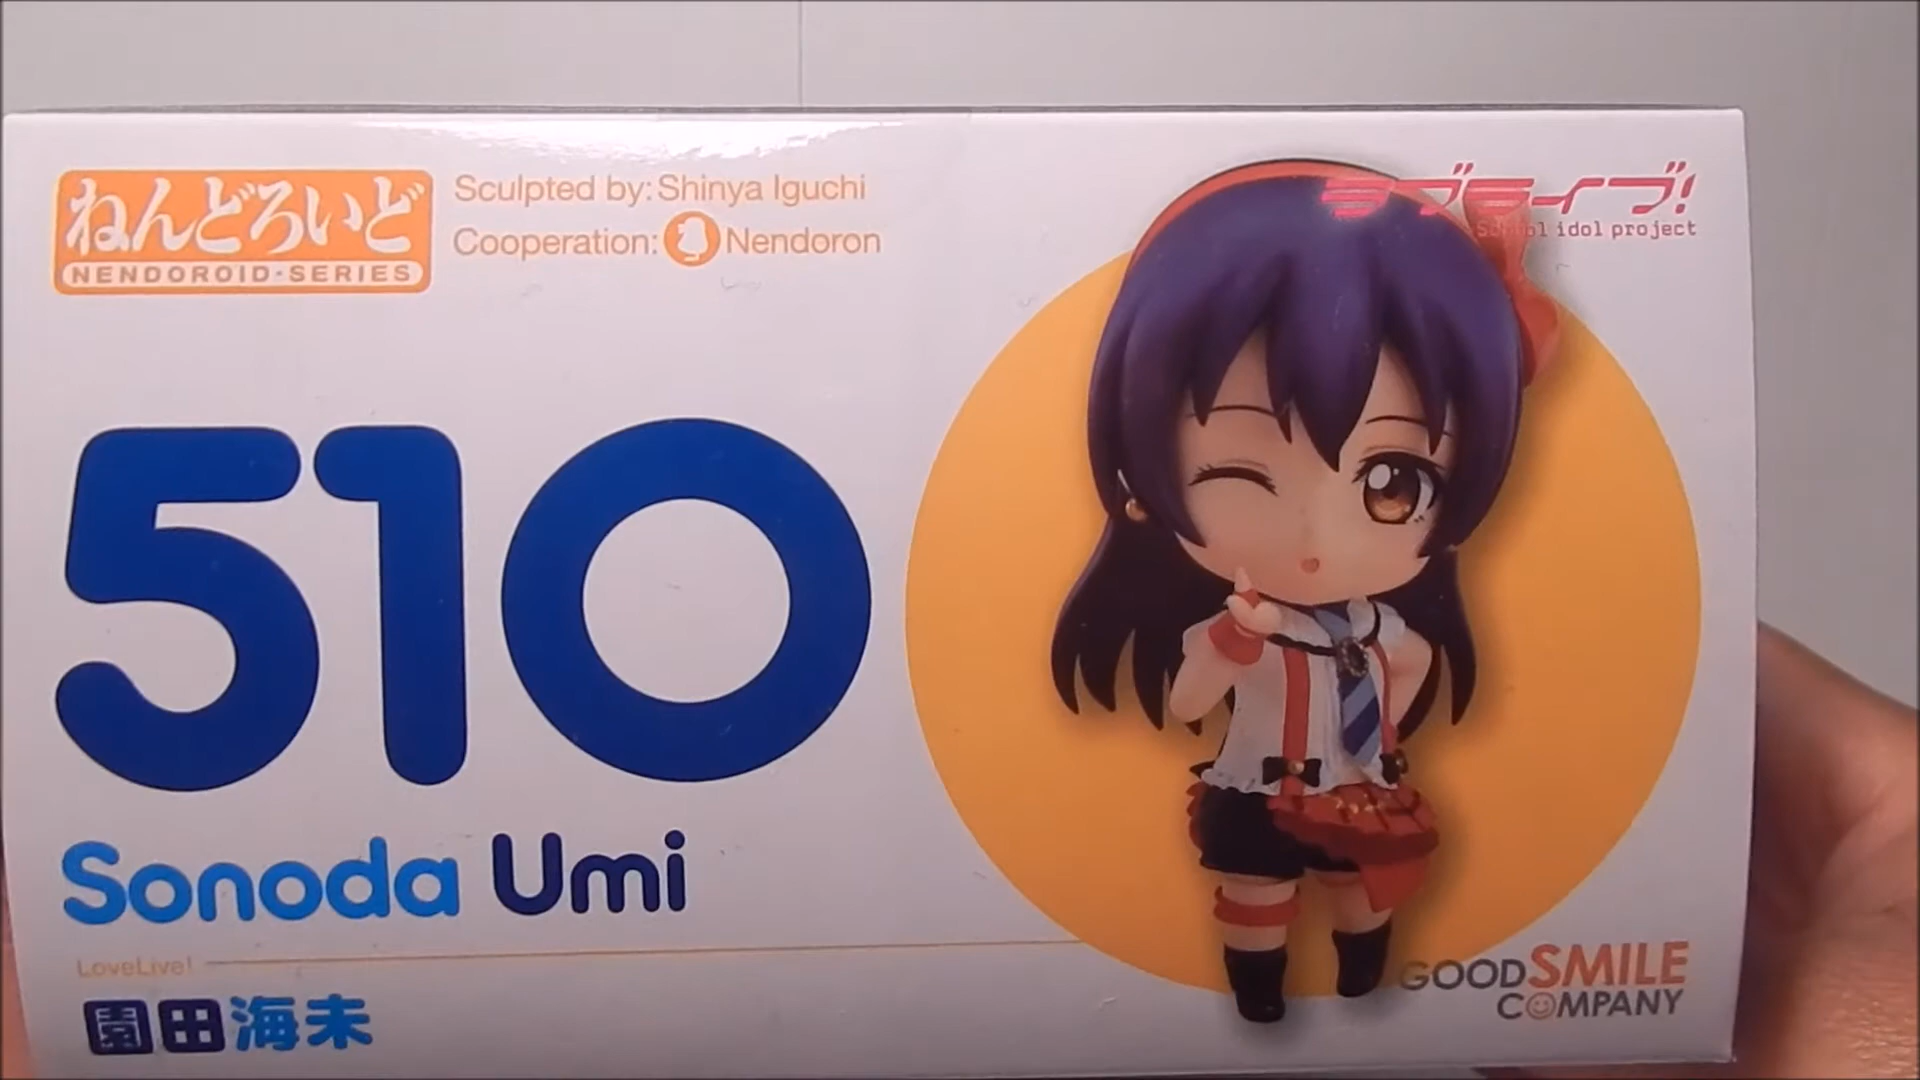 ねんどろいど
NENDOROID・SERIES
Sculpted by: Shinya Iguchi
Cooperation: Nendoron
ラブライブ!
School idol project
510
Sonoda Umi
LoveLive!
園田海未
GOOD SMILE
COMPANY